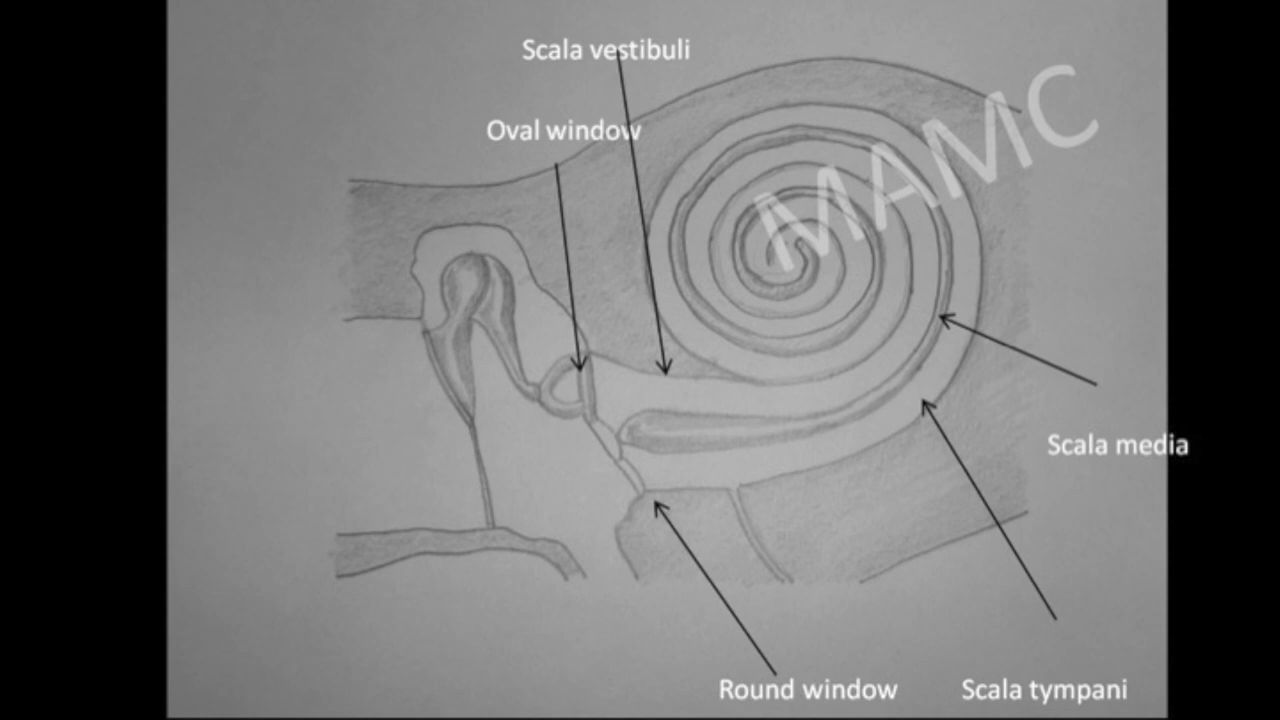 Scala vestibuli
Oval window
MAMC
Scala media
Round window
Scala tympani